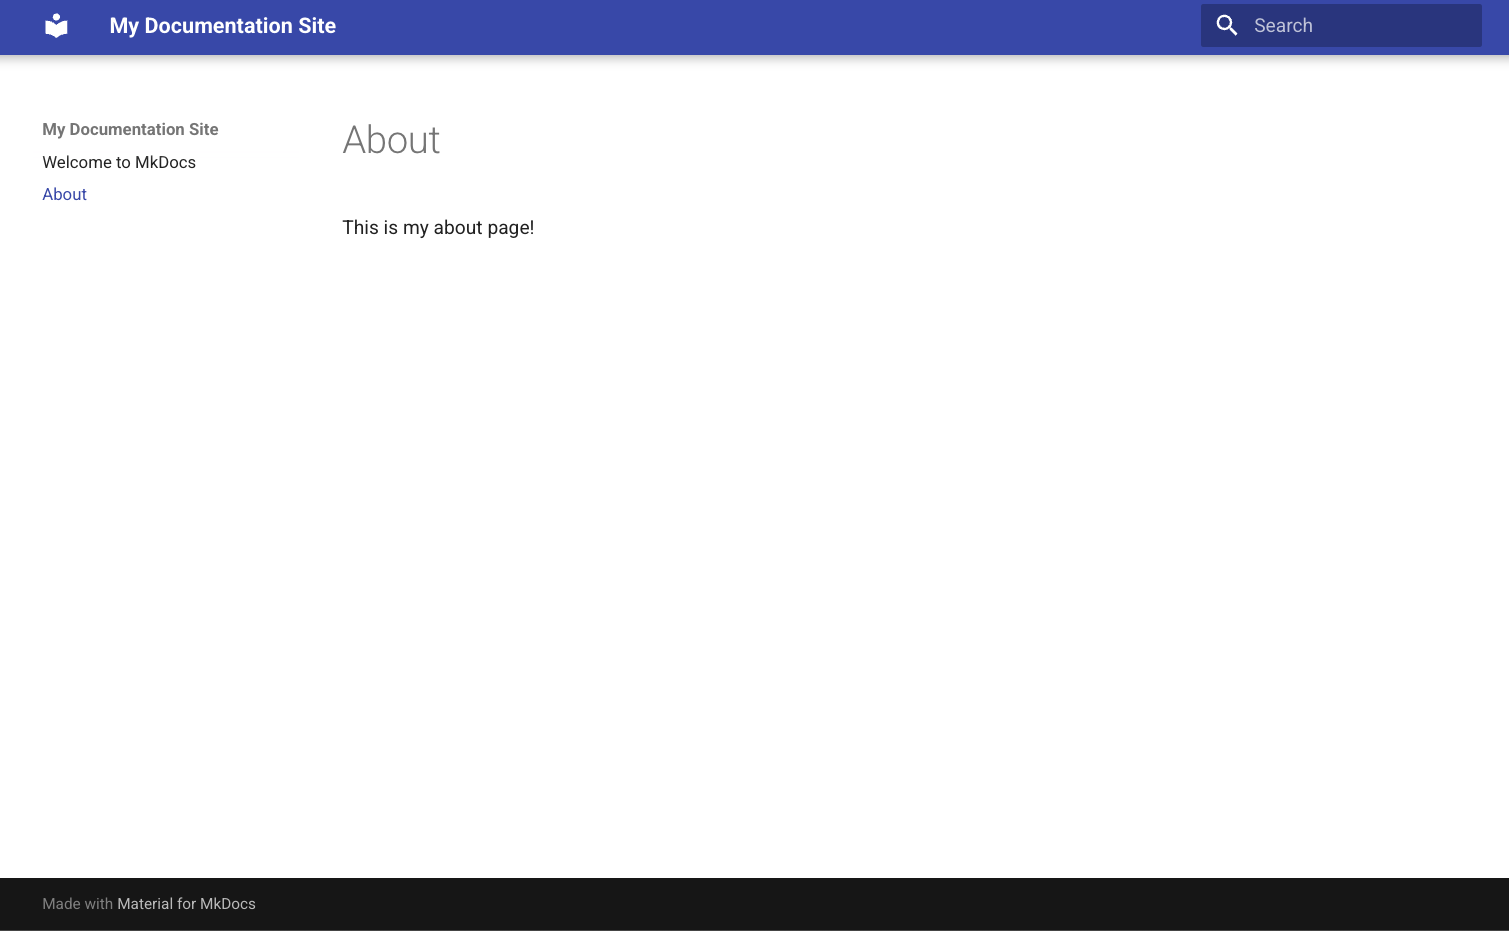 My Documentation Site
Search
My Documentation Site
Welcome to MkDocs
About
About
This is my about page!
Made with Material for MkDocs